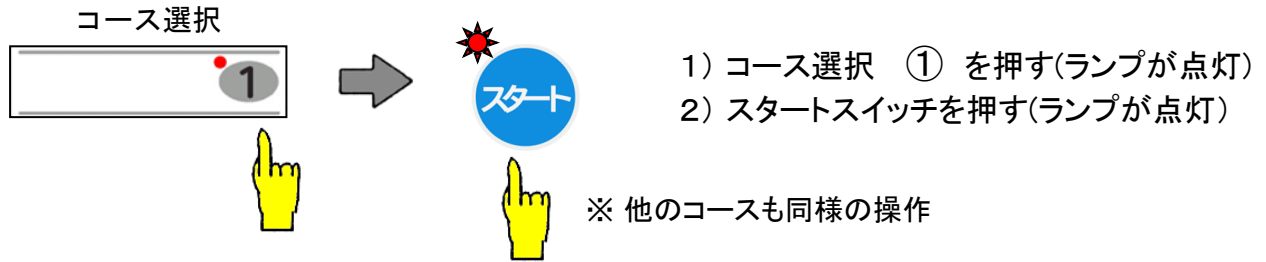 コース選択
1
スタート
1) コース選択　①　を押す(ランプが点灯)
2) スタートスイッチを押す(ランプが点灯)
※ 他のコースも同様の操作